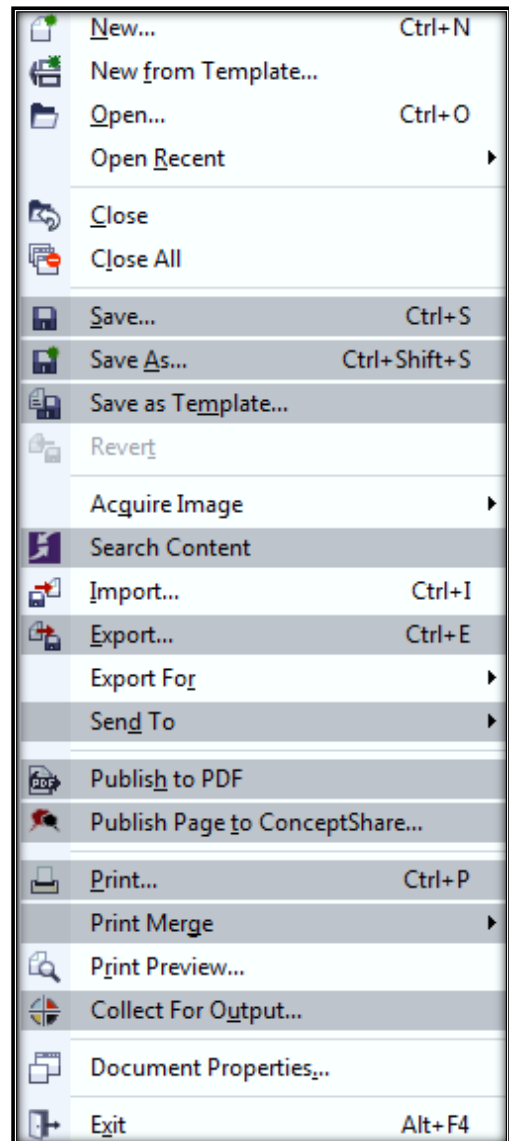 New... Ctrl+N
New from Template...
Open... Ctrl+O
Open Recent
Close
Close All
Save... Ctrl+S
Save As... Ctrl+Shift+S
Save as Template...
Revert
Acquire Image
Search Content
Import... Ctrl+I
Export... Ctrl+E
Export For
Send To
PDF Publish to PDF
Publish Page to ConceptShare...
Print... Ctrl+P
Print Merge
Print Preview...
Collect For Output...
Document Properties...
Exit Alt+F4